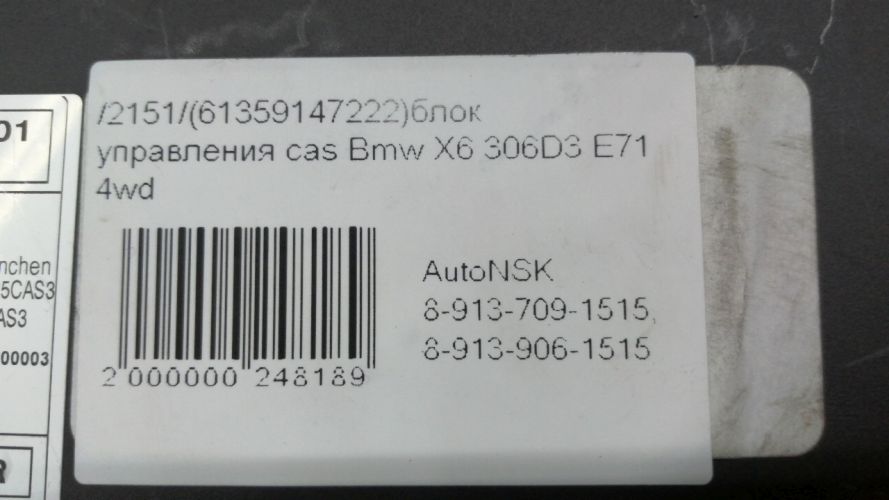 /2151/(61359147222)блок
управления cas Bmw X6 306D3 E71
4wd
AutoNSK
8-913-709-1515,
8-913-906-1515
2 000000 248189
D1
nchen
5CAS3
AS3
00003
R